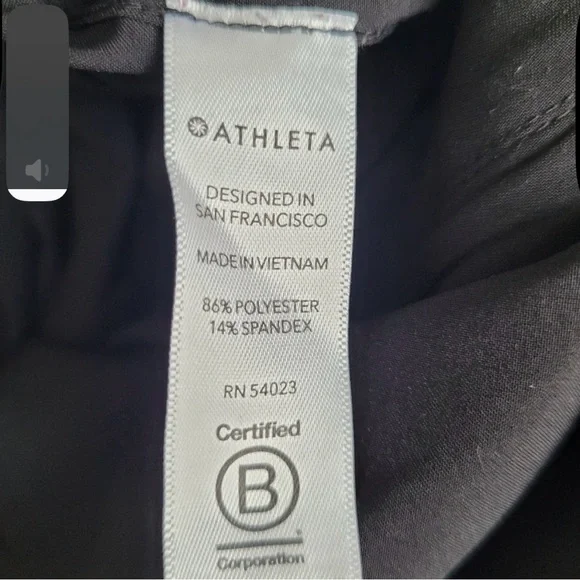 ATHLETA
DESIGNED IN
SAN FRANCISCO
MADE IN VIETNAM
86% POLYESTER
14% SPANDEX
RN 54023
Certified
B
Corporation